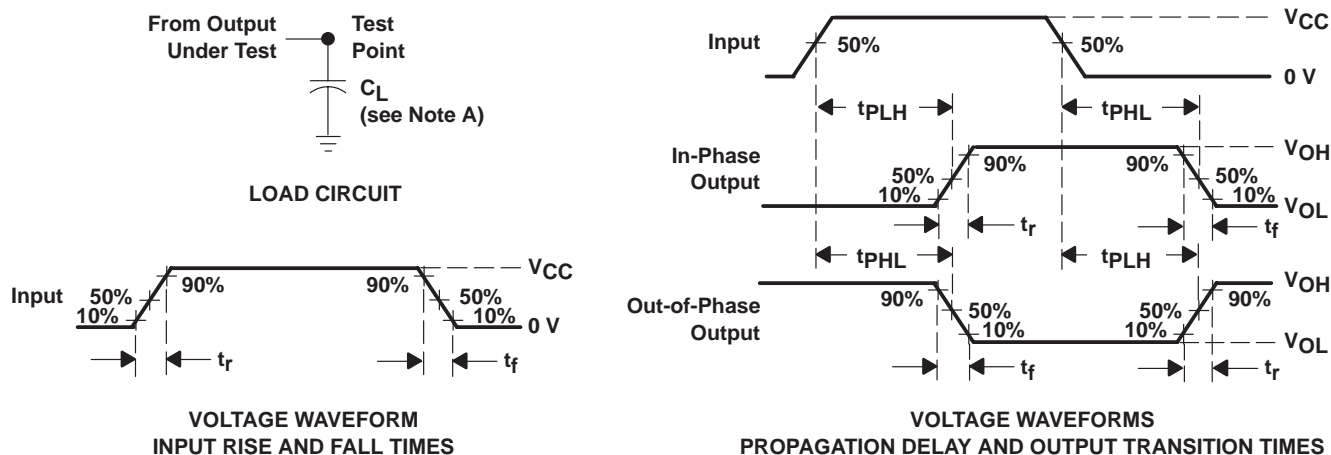 From Output
Under Test
Test
Point
CL
(see Note A)
LOAD CIRCUIT
Input
50%
10%
90%
90%
50%
10%
VCC
0 V
tr
tf
VOLTAGE WAVEFORM
INPUT RISE AND FALL TIMES
Input
50%
50%
VCC
0 V
tPLH
tPHL
In-Phase
Output
50%
10%
90%
90%
50%
10%
VOH
VOL
tr
tf
tPHL
tPLH
Out-of-Phase
Output
90%
50%
10%
50%
10%
90%
VOH
VOL
tf
tr
VOLTAGE WAVEFORMS
PROPAGATION DELAY AND OUTPUT TRANSITION TIMES